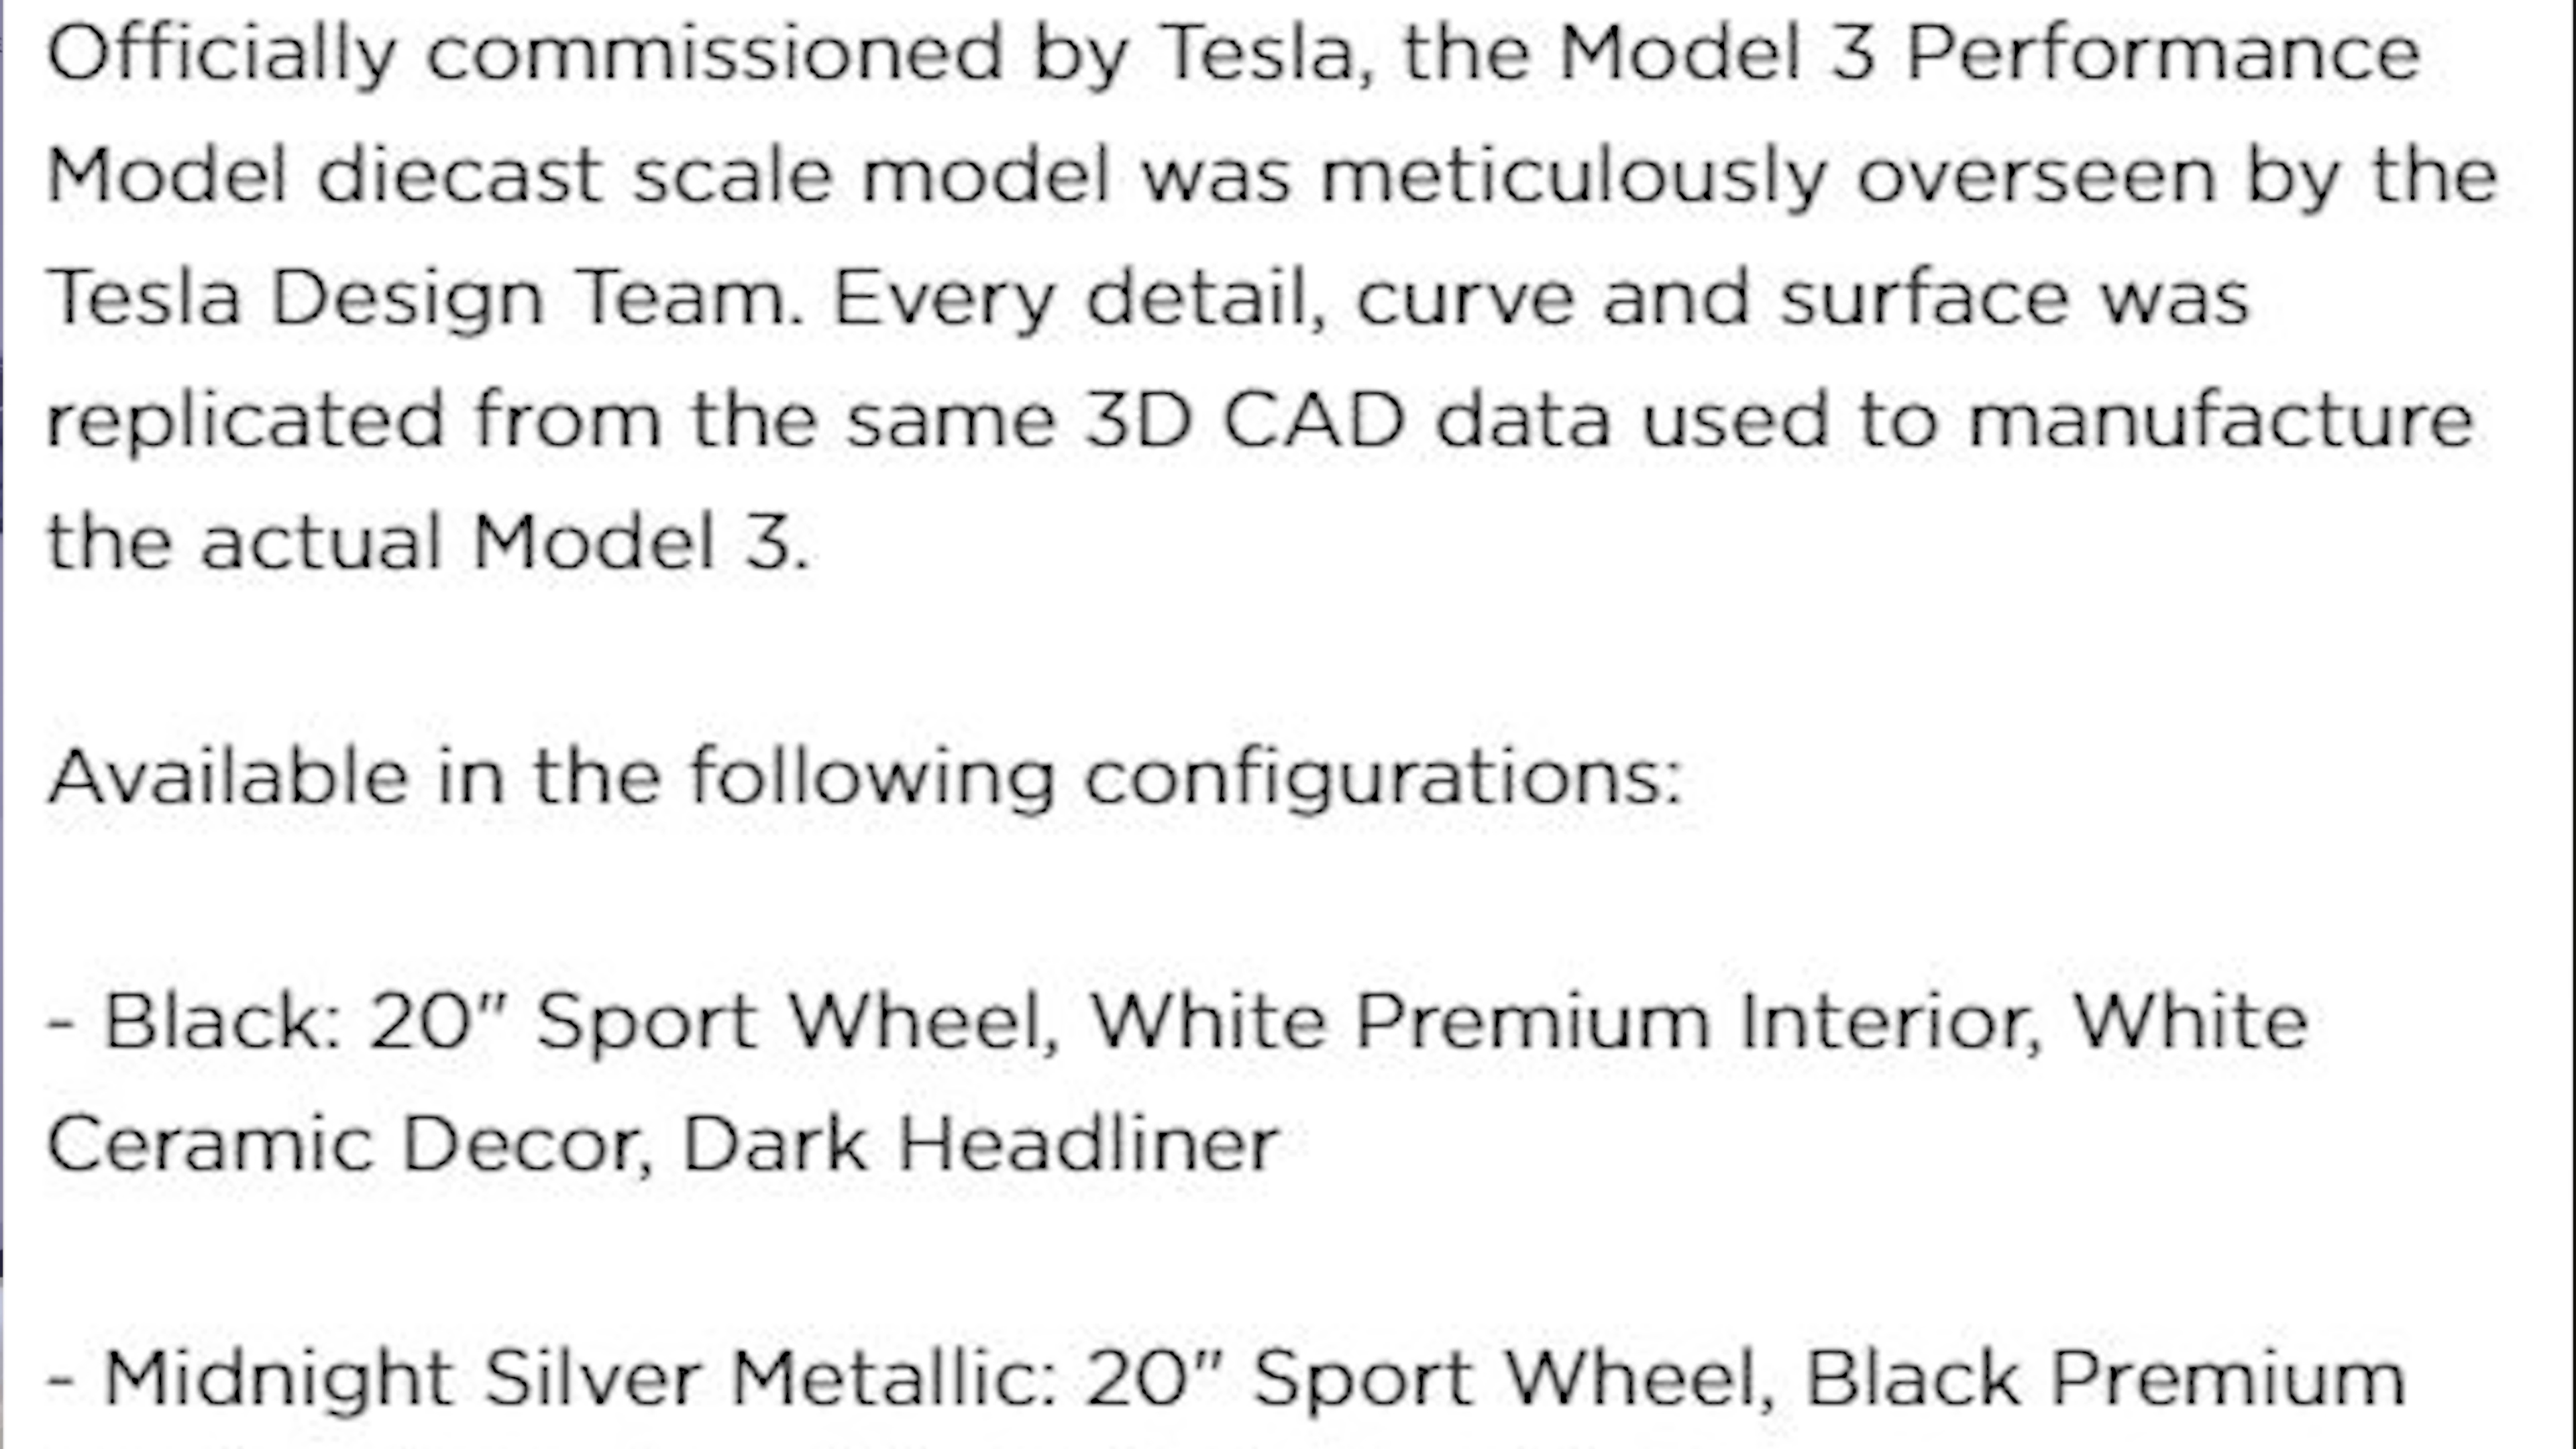 Officially commissioned by Tesla, the Model 3 Performance
Model diecast scale model was meticulously overseen by the
Tesla Design Team. Every detail, curve and surface was
replicated from the same 3D CAD data used to manufacture
the actual Model 3.
Available in the following configurations:
- Black: 20" Sport Wheel, White Premium Interior, White
Ceramic Decor, Dark Headliner
- Midnight Silver Metallic: 20" Sport Wheel, Black Premium